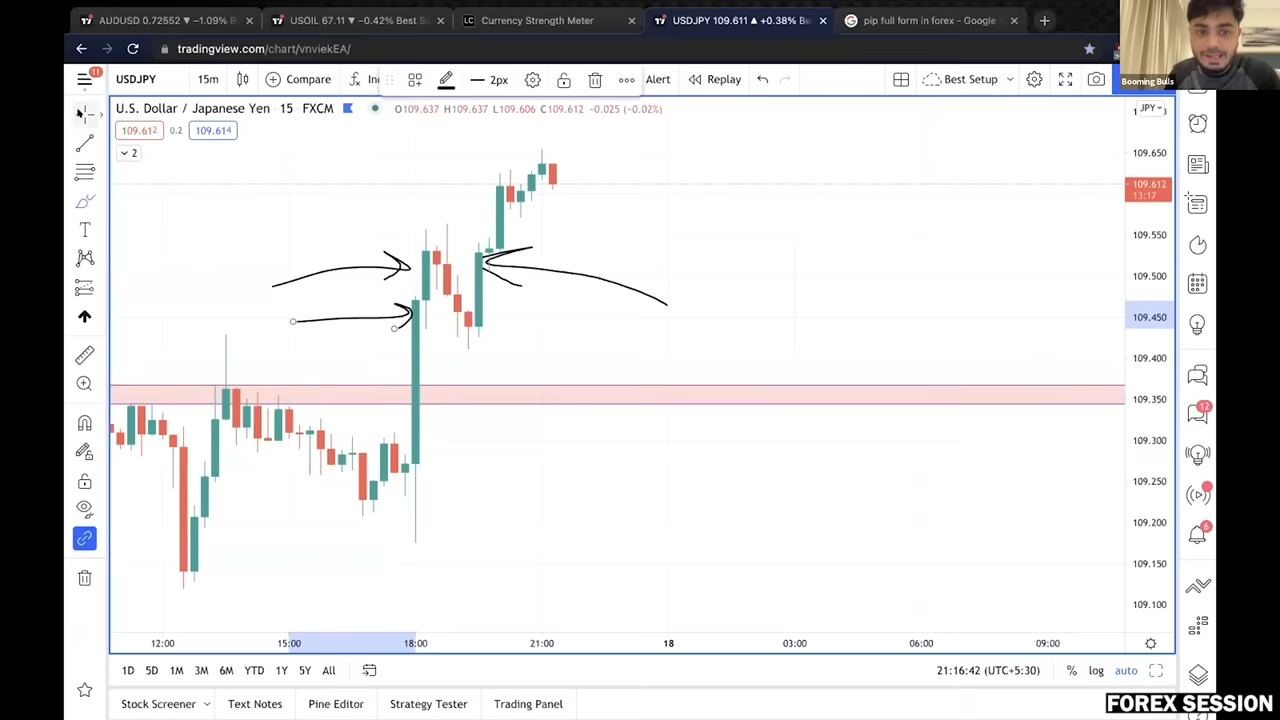 AUDUSD 0.72552 ▼ −1.09% B
USOIL 67.11 ▼ −0.42% Best S
LC Currency Strength Meter
USDJPY 109.611 ▲ +0.38% B
pip full form in forex - Google
tradingview.com/chart/vnviekEA/
Booming Bulls
11
USDJPY
15m
Compare
In
2px
Alert
Replay
Best Setup
U.S. Dollar / Japanese Yen · 15 · FXCM
O109.637 H109.637 L109.606 C109.612 −0.025 (−0.02%)
JPY
109.612
0.2
109.614
2
109.650
109.612
13:17
109.550
109.500
109.450
109.400
109.350
109.300
109.250
109.200
109.150
109.100
12
6
12:00
15:00
18:00
21:00
18
03:00
06:00
09:00
1D
5D
1M
3M
6M
YTD
1Y
5Y
All
21:16:42 (UTC+5:30)
%
log
auto
Stock Screener
Text Notes
Pine Editor
Strategy Tester
Trading Panel
FOREX SESSION